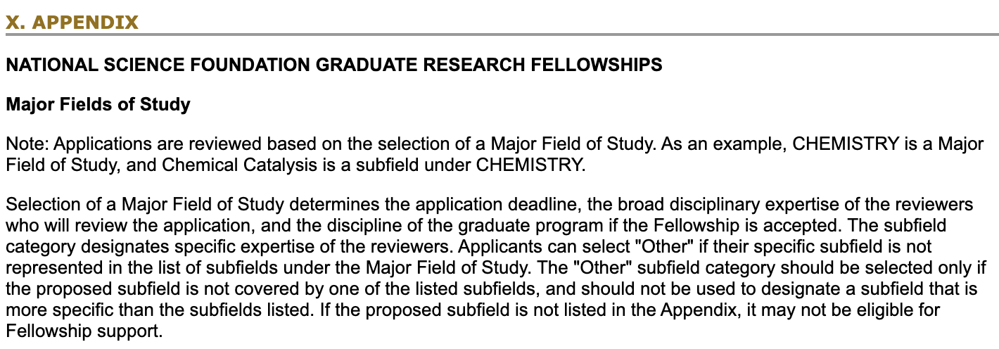 X. APPENDIX
NATIONAL SCIENCE FOUNDATION GRADUATE RESEARCH FELLOWSHIPS
Major Fields of Study
Note: Applications are reviewed based on the selection of a Major Field of Study. As an example, CHEMISTRY is a Major
Field of Study, and Chemical Catalysis is a subfield under CHEMISTRY.
Selection of a Major Field of Study determines the application deadline, the broad disciplinary expertise of the reviewers
who will review the application, and the discipline of the graduate program if the Fellowship is accepted. The subfield
category designates specific expertise of the reviewers. Applicants can select "Other" if their specific subfield is not
represented in the list of subfields under the Major Field of Study. The "Other" subfield category should be selected only if
the proposed subfield is not covered by one of the listed subfields, and should not be used to designate a subfield that is
more specific than the subfields listed. If the proposed subfield is not listed in the Appendix, it may not be eligible for
Fellowship support.